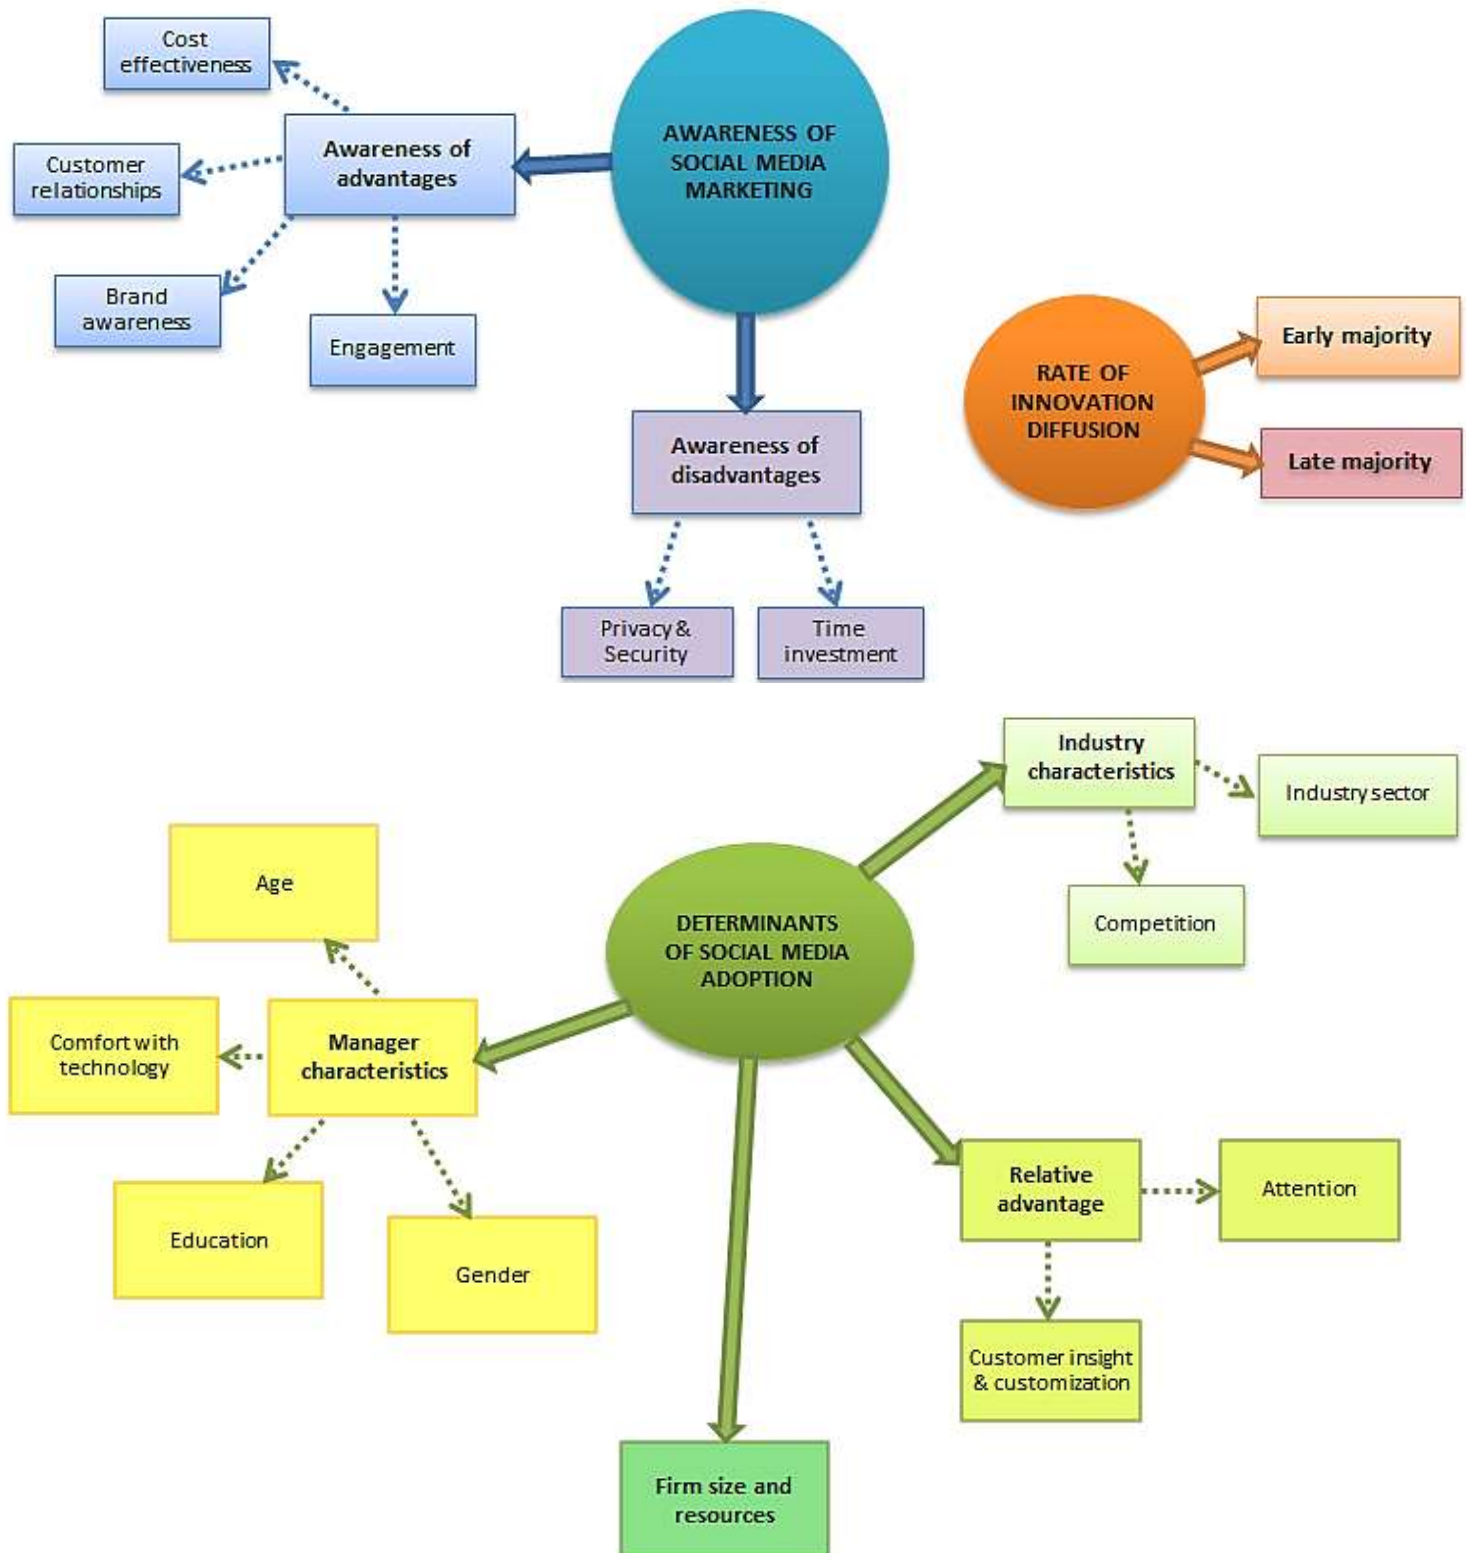 Cost
effectiveness
AWARENESS OF
SOCIAL MEDIA
MARKETING
Awareness of
advantages
Customer
relationships
Brand
awareness
Engagement
RATE OF
INNOVATION
DIFFUSION
Early majority
Late majority
Awareness of
disadvantages
Privacy &
Security
Time
investment
Industry
characteristics
Industry sector
Competition
Age
DETERMINANTS
OF SOCIAL MEDIA
ADOPTION
Comfort with
technology
Manager
characteristics
Education
Gender
Relative
advantage
Attention
Customer insight
& customization
Firm size and
resources